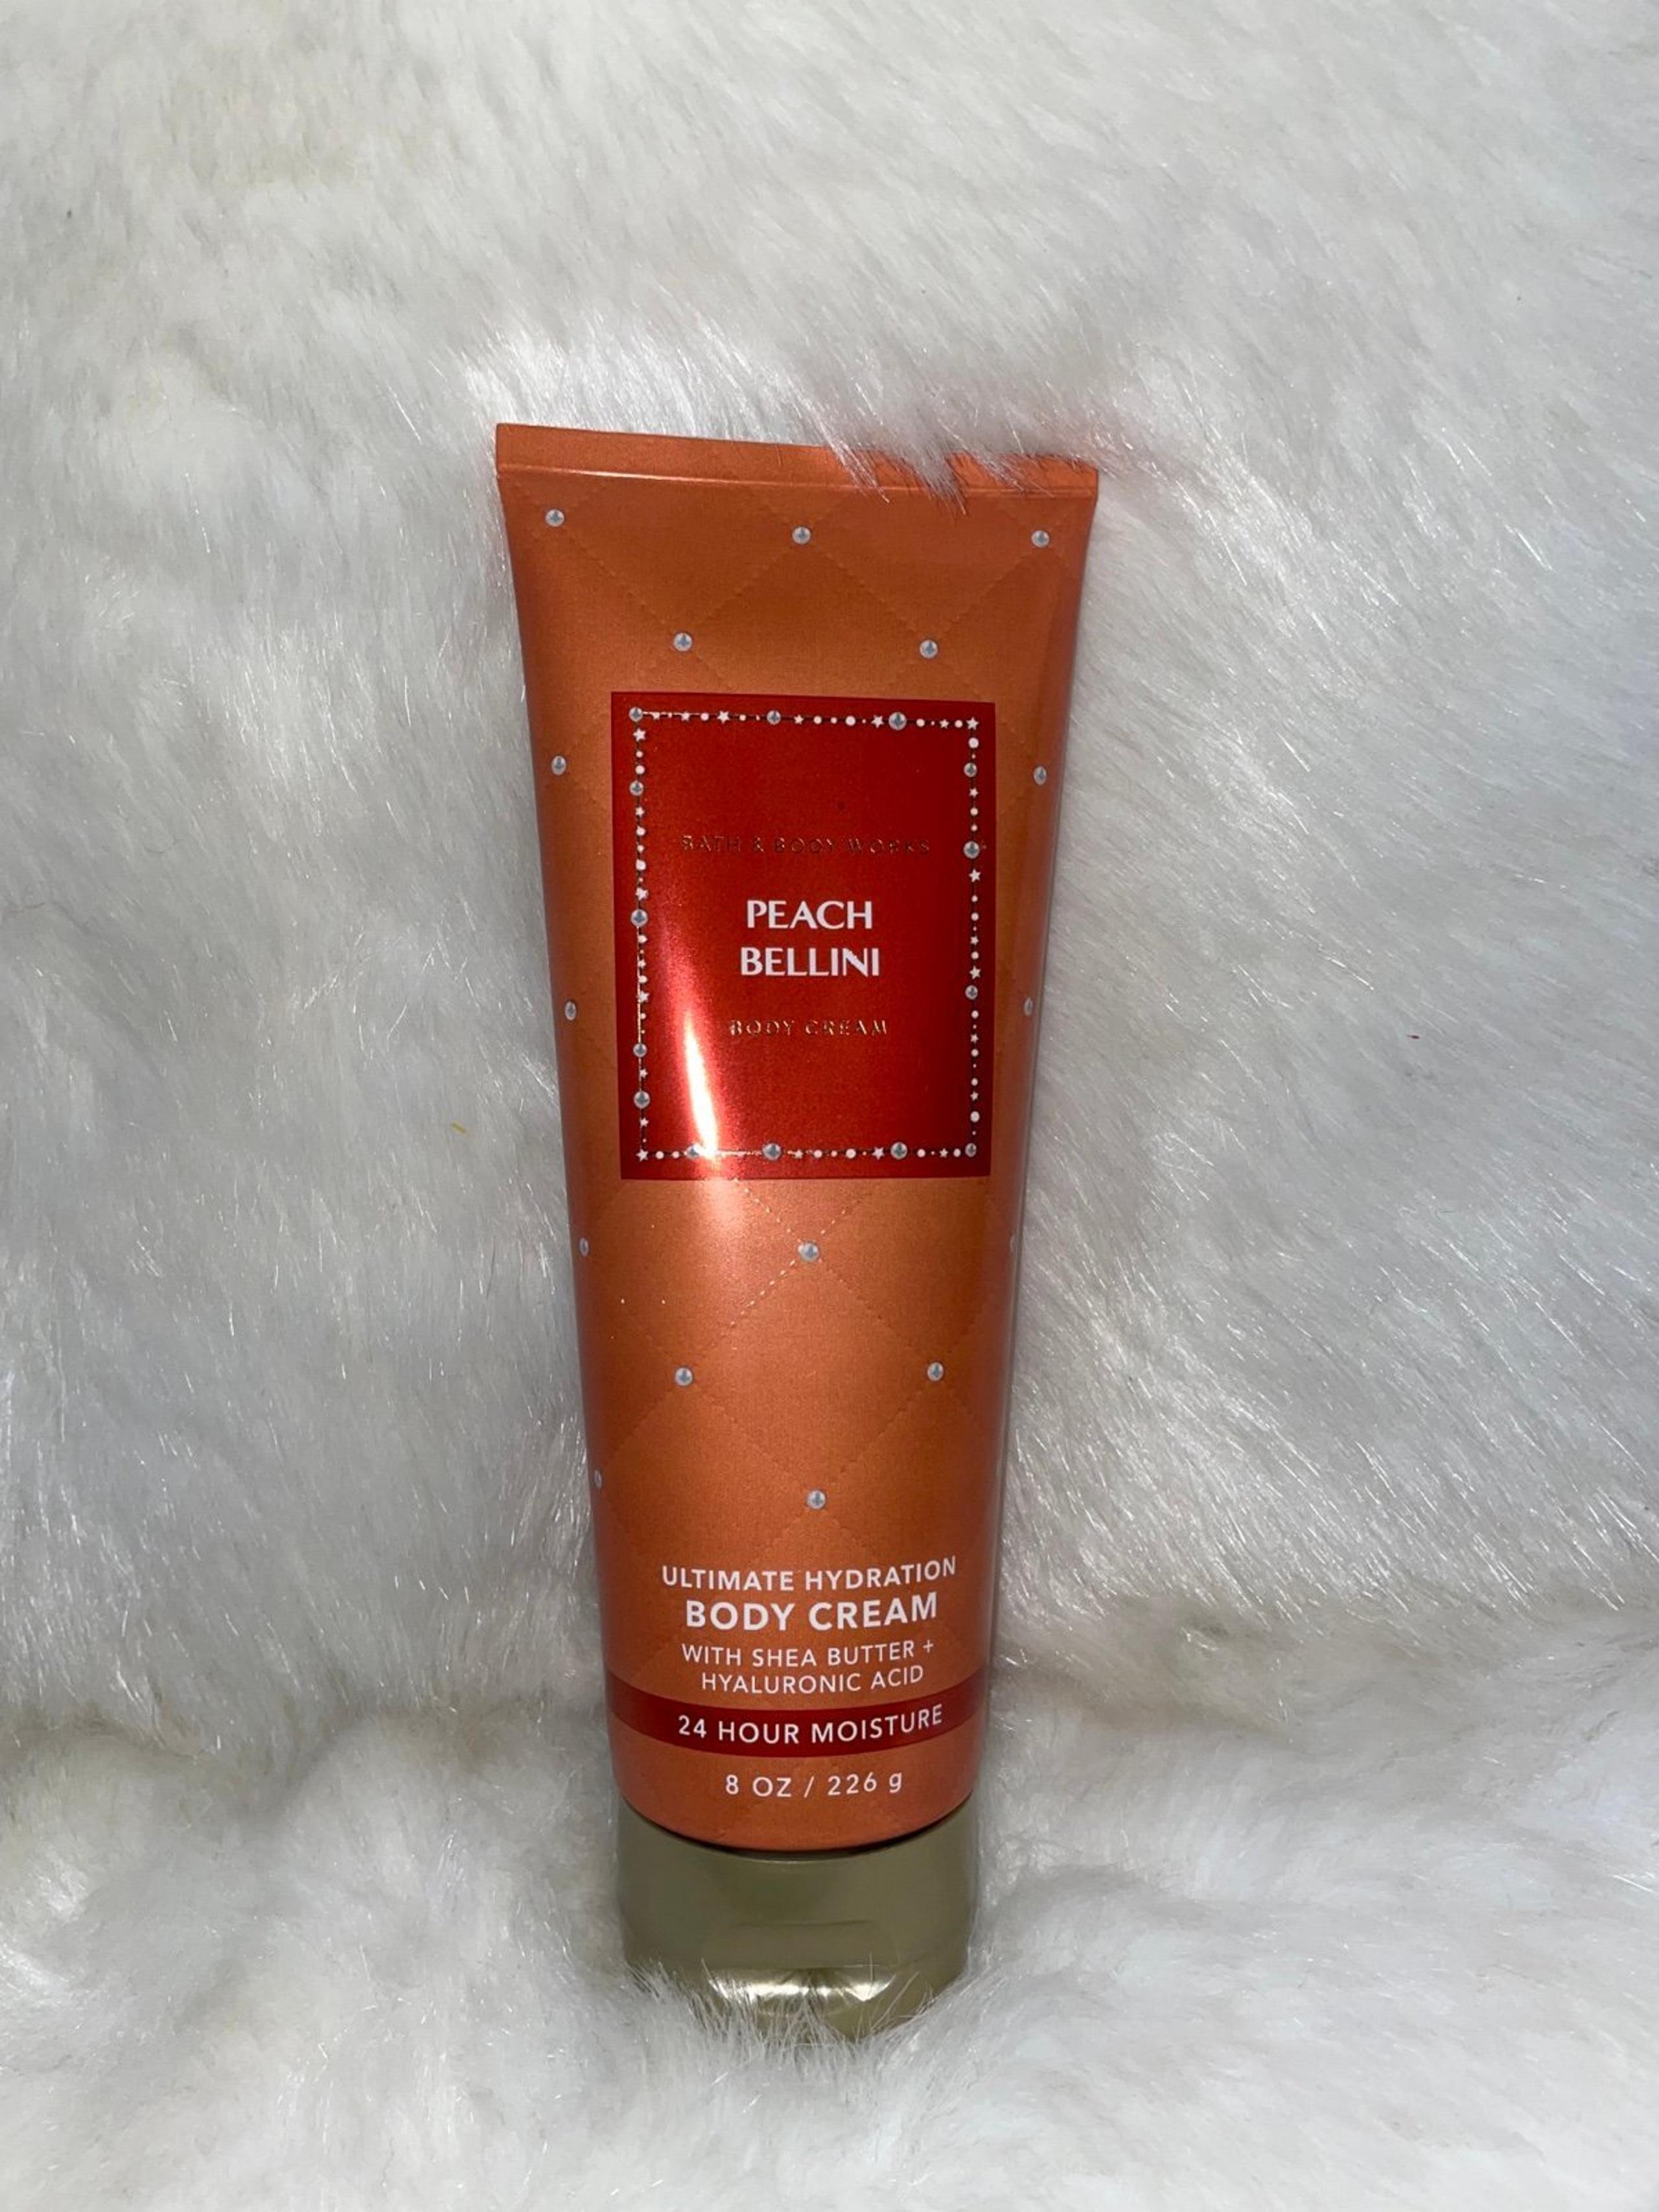 BATH & BODY WORKS
PEACH
BELLINI
BODY CREAM
ULTIMATE HYDRATION
BODY CREAM
WITH SHEA BUTTER +
HYALURONIC ACID
24 HOUR MOISTURE
8 OZ / 226 g